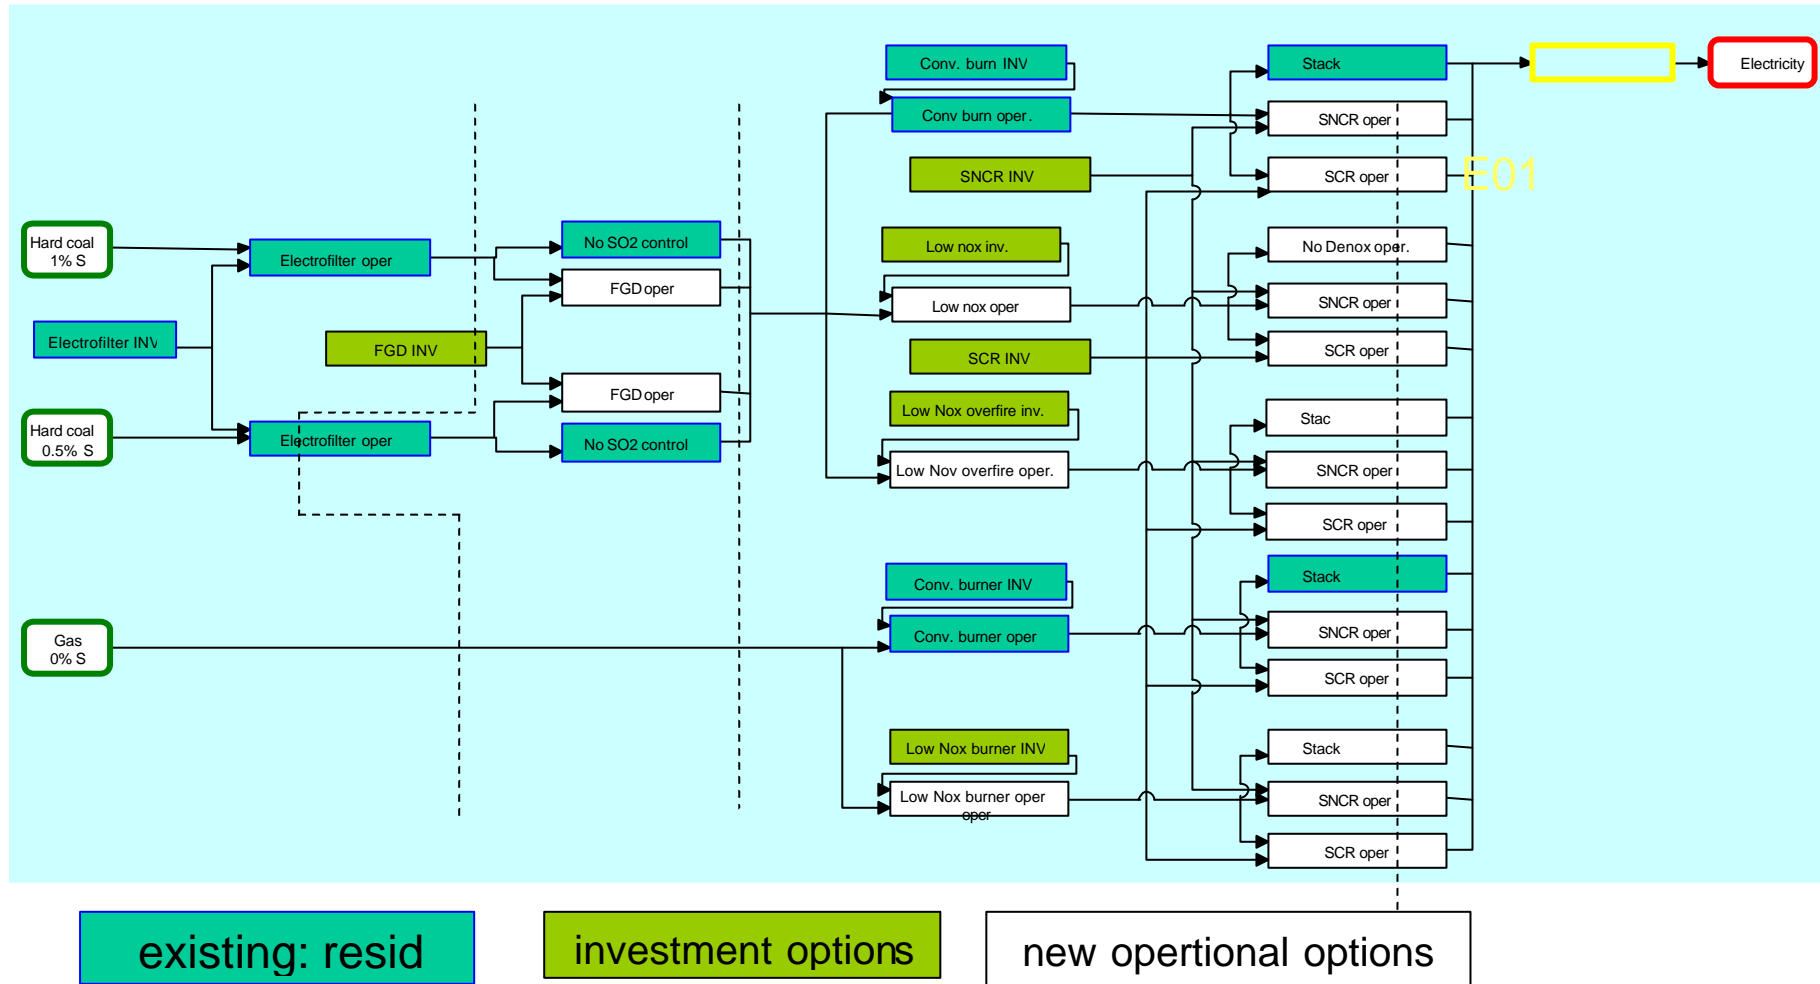 Conv. burn INV
Stack
Electricity
Conv burn oper.
SNCR oper
SNCR INV
SCR oper
E01
Hard coal
1% S
Electrofilter oper
No SO2 control
Low nox inv.
No Denox oper.
FGD oper
Low nox oper
SNCR oper
Electrofilter INV
FGD INV
SCR INV
SCR oper
FGD oper
Low Nox overfire inv.
Stac
Hard coal
0.5% S
Electrofilter oper
No SO2 control
Low Nov overfire oper.
SNCR oper
SCR oper
Conv. burner INV
Stack
Gas
0% S
Conv. burner oper
SNCR oper
SCR oper
Low Nox burner INV
Stack
Low Nox burner oper
oper
SNCR oper
SCR oper
existing: resid
investment options
new opertional options